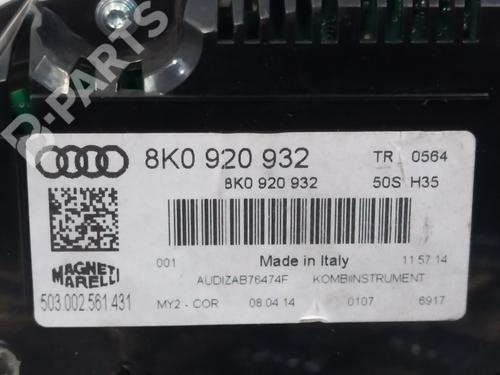 B-PARTS
8K0 920 932 TR 0564
8K0 920 932 50S H35
001 Made in Italy 11 57 14
MAGNETI MARELLI AUDIZAB76474F KOMBIINSTRUMENT
503.002.561.431 MY2 - COR 08.04.14 0107 6917